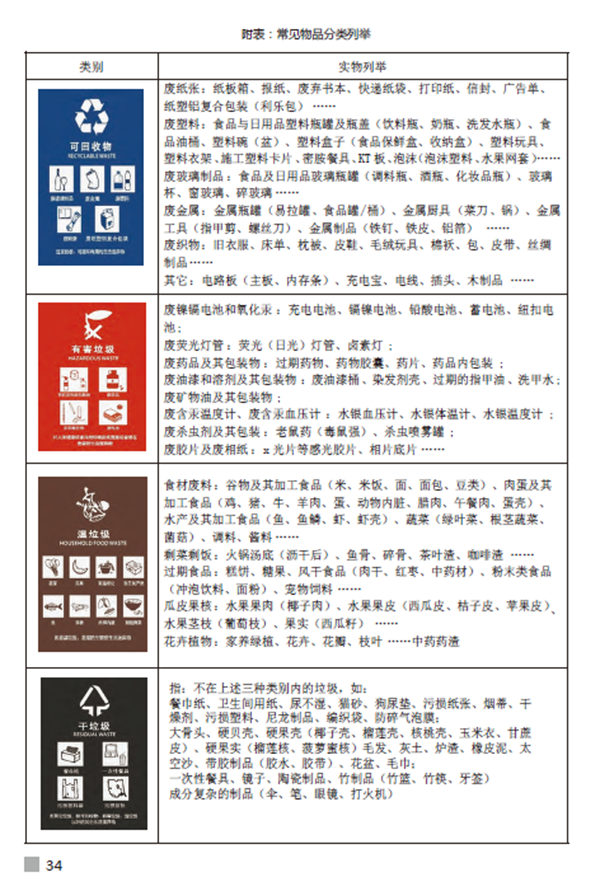 附表：常见物品分类列举
类别
实物列举
可回收物
RECYCLABLE WASTE
废纸张：纸板箱、报纸、废弃书本、快递纸袋、打印纸、信封、广告单、
纸塑铝复合包装（利乐包）……
废塑料：食品与日用品塑料瓶罐及瓶盖（饮料瓶、奶瓶、洗发水瓶）、食
品油桶、塑料碗（盆）、塑料盒子（食品保鲜盒、收纳盒）、塑料玩具、
塑料衣架、施工塑料卡片、密胺餐具、KT板、泡沫（泡沫塑料、水果网套）……
废玻璃制品：食品及日用品玻璃瓶罐（调料瓶、酒瓶、化妆品瓶）、玻璃
杯、窗玻璃、碎玻璃……
废金属：金属瓶罐（易拉罐、食品罐/桶）、金属厨具（菜刀、锅）、金属
工具（指甲剪、螺丝刀）、金属制品（铁钉、铁皮、铝箔）……
废织物：旧衣服、床单、枕被、皮鞋、毛绒玩具、棉袄、包、皮带、丝绸
制品……
其它：电路板（主板、内存条）、充电宝、电线、插头、木制品 ……
有害垃圾
HAZARDOUS WASTE
废镍镉电池和氧化汞：充电电池、镉镍电池、铅酸电池、蓄电池、纽扣电
池；
废荧光灯管：荧光（日光）灯管、卤素灯；
废药品及其包装物：过期药物、药物胶囊、药片、药品内包装；
废油漆和溶剂及其包装物：废油漆桶、染发剂壳、过期的指甲油、洗甲水；
废矿物油及其包装物；
废含汞温度计、废含汞血压计：水银血压计、水银体温计、水银温度计；
废杀虫剂及其包装：老鼠药（毒鼠强）、杀虫喷雾罐；
废胶片及废相纸：x光片等感光胶片、相片底片……
湿垃圾
HOUSEHOLD FOOD WASTE
食材废料：谷物及其加工食品（米、米饭、面、面包、豆类）、肉蛋及其
加工食品（鸡、猪、牛、羊肉、蛋、动物内脏、腊肉、午餐肉、蛋壳）、
水产及其加工食品（鱼、鱼鳞、虾、虾壳）、蔬菜（绿叶菜、根茎蔬菜、
菌菇）、调料、酱料……
剩菜剩饭：火锅汤底（沥干后）、鱼骨、碎骨、茶叶渣、咖啡渣 ……
过期食品：糕饼、糖果、风干食品（肉干、红枣、中药材）、粉末类食品
（冲泡饮料、面粉）、宠物饲料……
瓜皮果核：水果果肉（椰子肉）、水果果皮（西瓜皮、桔子皮、苹果皮）、
水果茎枝（葡萄枝）、果实（西瓜籽） ……
花卉植物：家养绿植、花卉、花瓣、枝叶……中药药渣
干垃圾
RESIDUAL WASTE
指：不在上述三种类别内的垃圾，如：
餐巾纸、卫生间用纸、尿不湿、猫砂、狗尿垫、污损纸张、烟蒂、干
燥剂、污损塑料、尼龙制品、编织袋、防碎气泡膜；
大骨头、硬贝壳、硬果壳（椰子壳、榴莲壳、核桃壳、玉米衣、甘蔗
皮）、硬果实（榴莲核、菠萝蜜核）毛发、灰土、炉渣、橡皮泥、太
空沙、带胶制品（胶水、胶带）、花盆、毛巾；
一次性餐具、镜子、陶瓷制品、竹制品（竹篮、竹筷、牙签）
成分复杂的制品（伞、笔、眼镜、打火机）
34